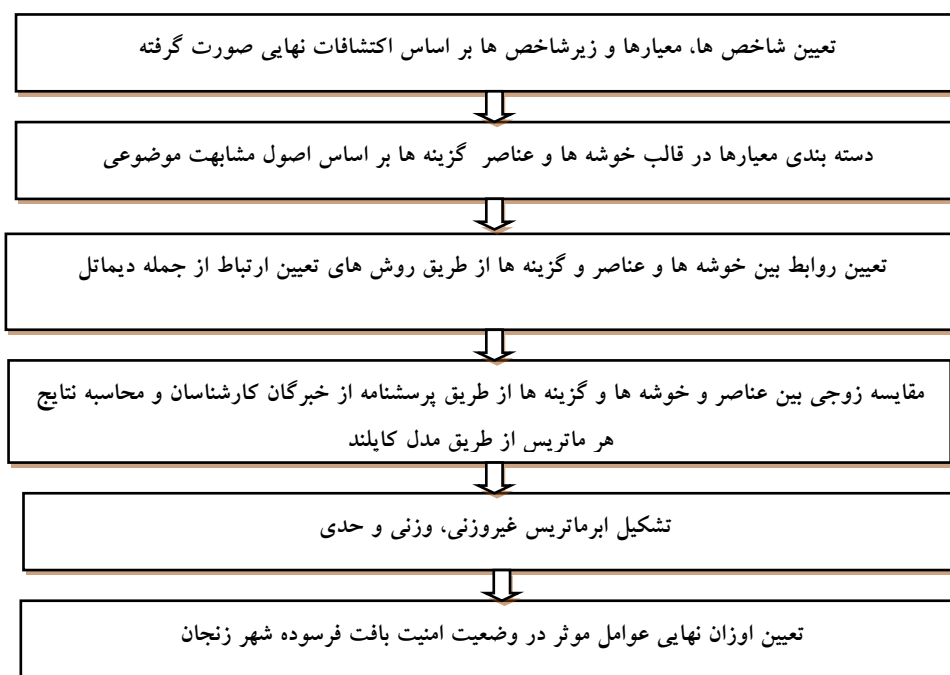 تعیین شاخص ها، معیارها و زیرشاخص ها بر اساس اکتشافات نهایی صورت گرفته
دسته بندی معیارها در قالب خوشه ها و عناصر گزینه ها بر اساس اصول مشابهت موضوعی
تعیین روابط بین خوشه ها و عناصر و گزینه ها از طریق روش های تعیین ارتباط از جمله دیماتل
مقایسه زوجی بین عناصر و خوشه ها و گزینه ها از طریق پرسشنامه از خبرگان کارشناسان و محاسبه نتایج
هر ماتریس از طریق مدل کاپلند
تشکیل ابرماتریس غیروزنی، وزنی و حدی
تعیین اوزان نهایی عوامل موثر در وضعیت امنیت بافت فرسوده شهر زنجان